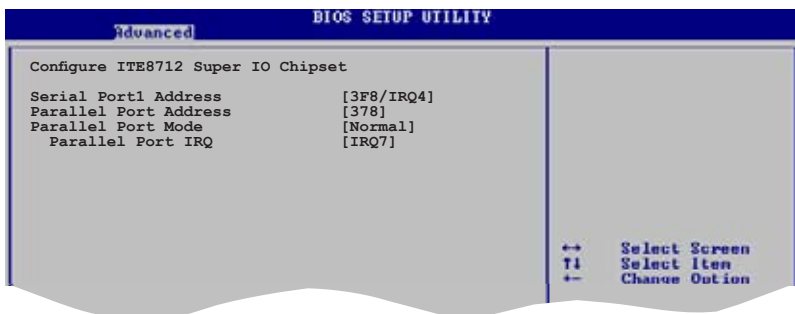 BIOS SETUP UTILITY
Advanced
Configure ITE8712 Super IO Chipset
Serial Port1 Address [3F8/IRQ4]
Parallel Port Address [378]
Parallel Port Mode [Normal]
Parallel Port IRQ [IRQ7]
←→ Select Screen
↑↓ Select Item
+- Change Option